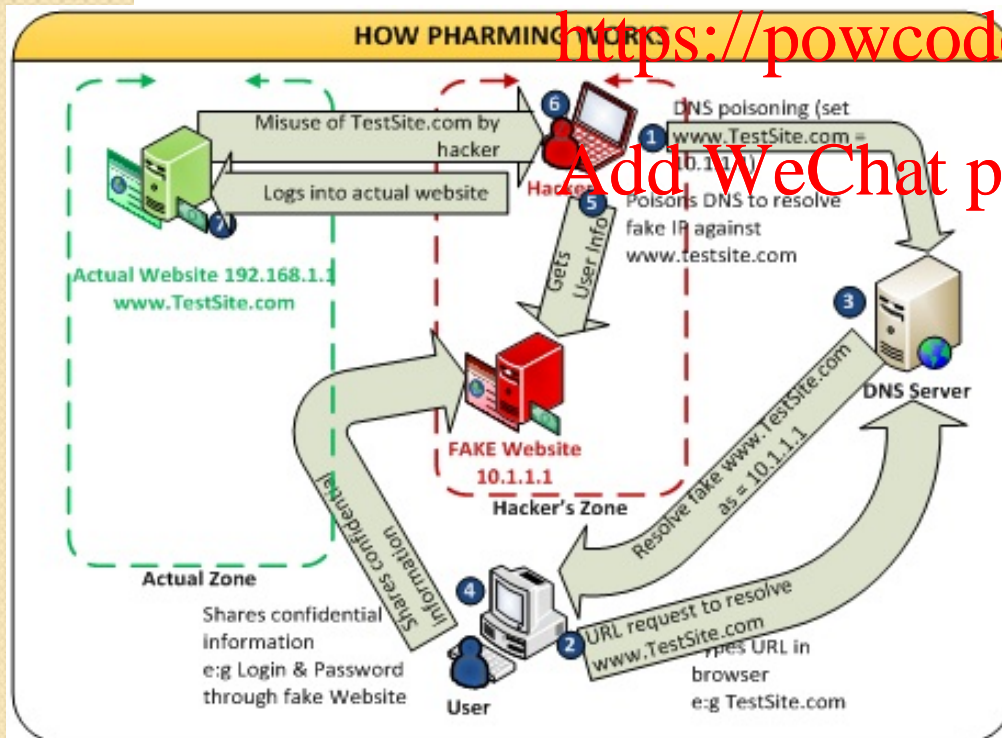 HOW PHARMING WORKS
https://powcod
Add WeChat p
6
Misuse of TestSite.com by
hacker
Logs into actual website
7
Hacker
1
DNS poisoning (set
www.TestSite.com =
10.1.1.1)
5
Poisons DNS to resolve
fake IP against
www.testsite.com
Gets
User Info
Actual Website 192.168.1.1
www.TestSite.com
3
DNS Server
FAKE Website
10.1.1.1
Hacker's Zone
Resolve fake www.TestSite.com
as = 10.1.1.1
Actual Zone
Shares confidential
information
4
Shares confidential
information
e:g Login & Password
through fake Website
User
2
URL request to resolve
www.TestSite.com
Types URL in
browser
e:g TestSite.com